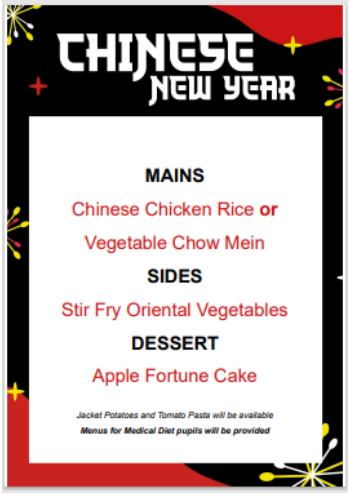 CHINESE
NEW YEAR
MAINS
Chinese Chicken Rice or
Vegetable Chow Mein
SIDES
Stir Fry Oriental Vegetables
DESSERT
Apple Fortune Cake
Jacket Potatoes and Tomato Pasta will be available
Menus for Medical Diet pupils will be provided